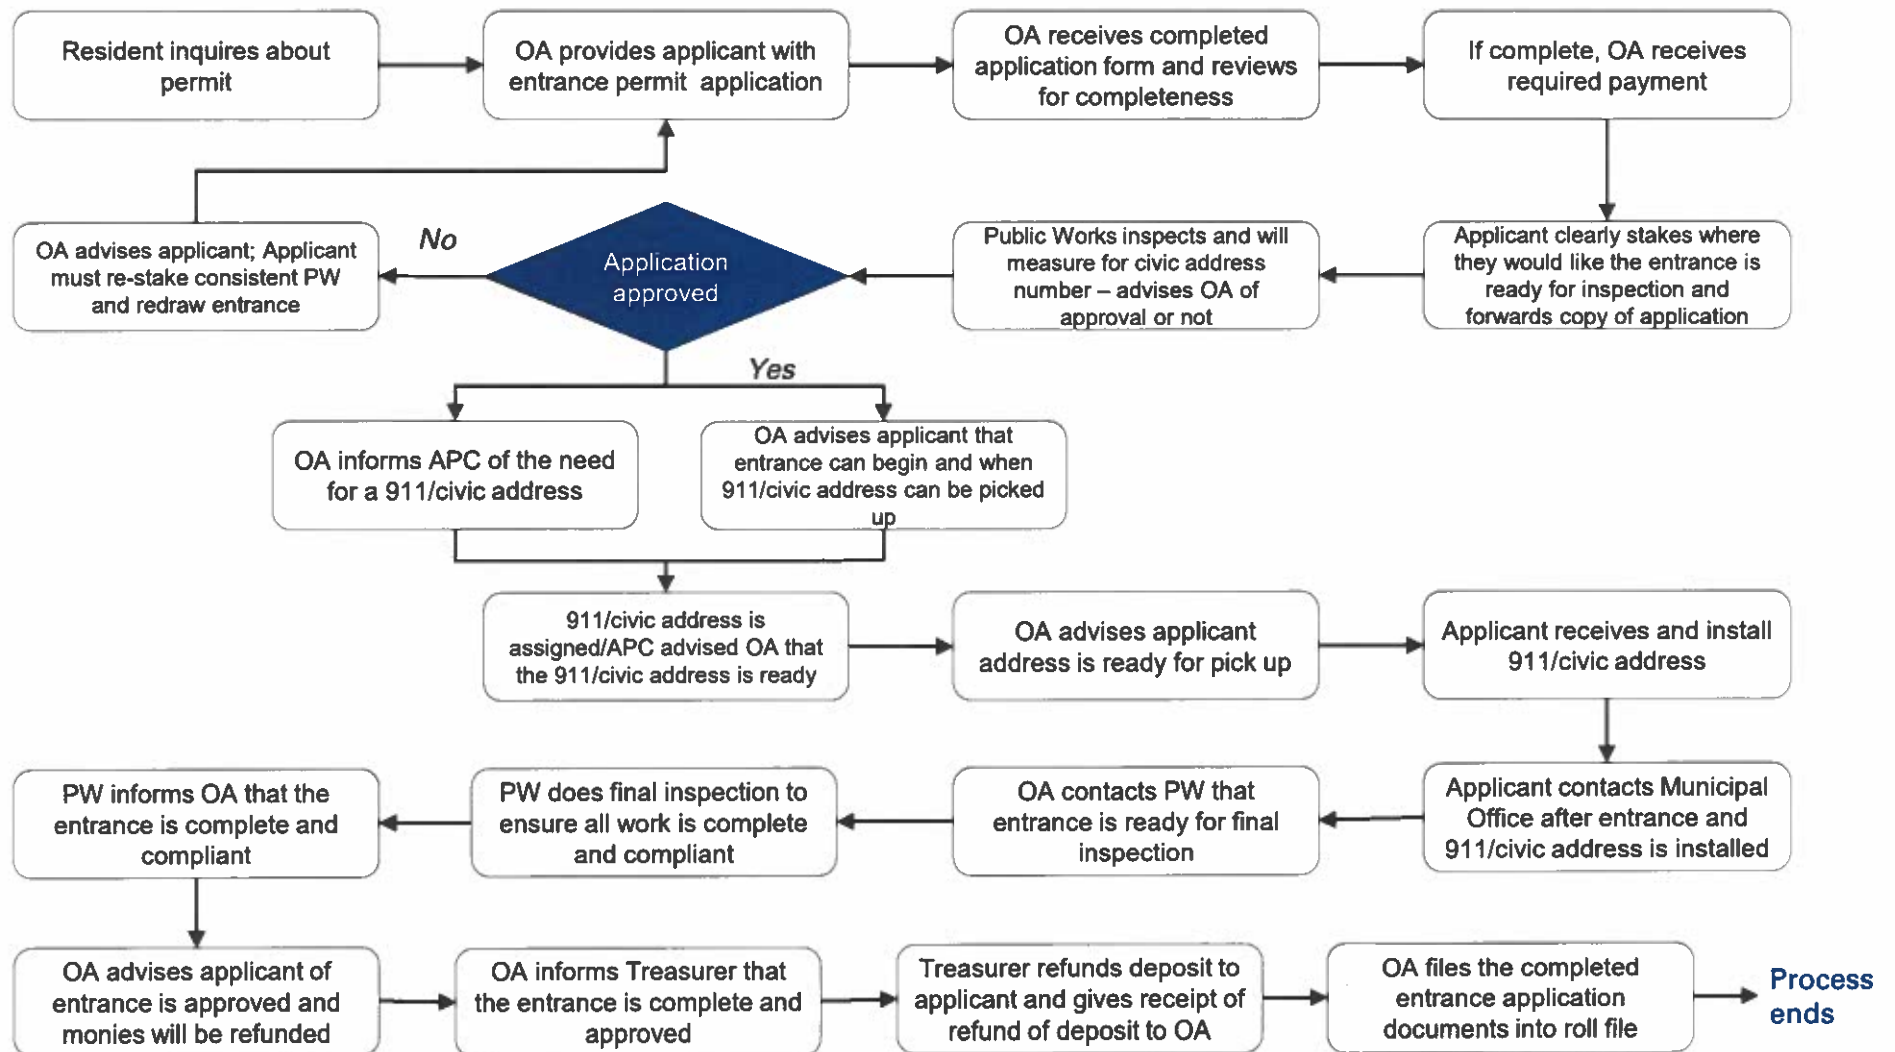 Resident inquires about
permit
OA provides applicant with
entrance permit application
OA receives completed
application form and reviews
for completeness
If complete, OA receives
required payment
OA advises applicant; Applicant
must re-stake consistent PW
and redraw entrance
No
Application
approved
Public Works inspects and will
measure for civic address
number – advises OA of
approval or not
Applicant clearly stakes where
they would like the entrance is
ready for inspection and
forwards copy of application
Yes
OA informs APC of the need
for a 911/civic address
OA advises applicant that
entrance can begin and when
911/civic address can be picked
up
911/civic address is
assigned/APC advised OA that
the 911/civic address is ready
OA advises applicant
address is ready for pick up
Applicant receives and install
911/civic address
PW informs OA that the
entrance is complete and
compliant
PW does final inspection to
ensure all work is complete
and compliant
OA contacts PW that
entrance is ready for final
inspection
Applicant contacts Municipal
Office after entrance and
911/civic address is installed
OA advises applicant of
entrance is approved and
monies will be refunded
OA informs Treasurer that
the entrance is complete and
approved
Treasurer refunds deposit to
applicant and gives receipt of
refund of deposit to OA
OA files the completed
entrance application
documents into roll file
Process
ends